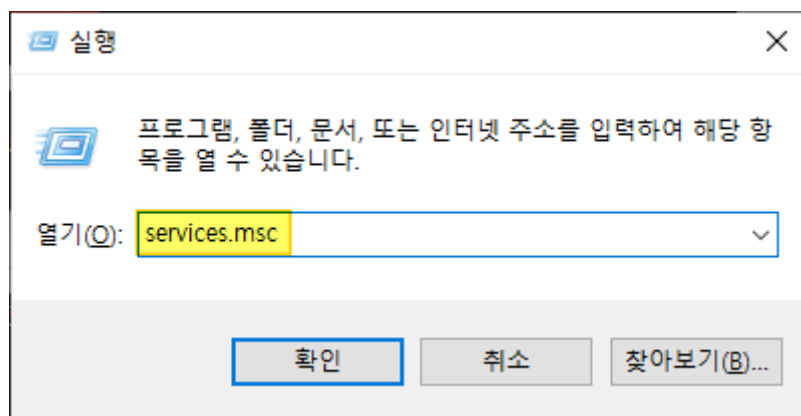 실행
프로그램, 폴더, 문서, 또는 인터넷 주소를 입력하여 해당 항
목을 열 수 있습니다.
열기(O): services.msc
확인 취소 찾아보기(B)...